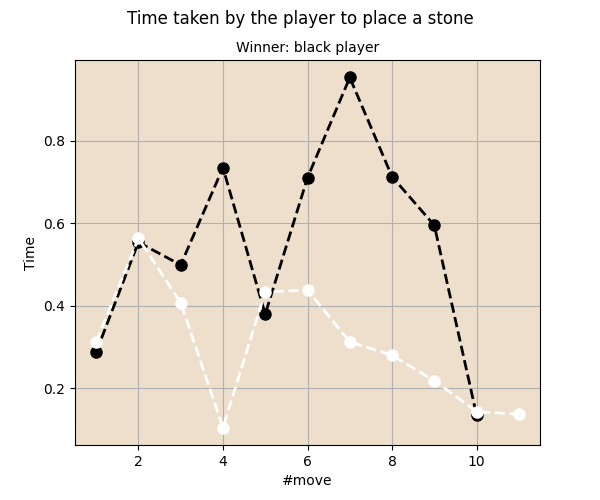 Time taken by the player to place a stone
Winner: black player
0.8
0.6
0.4
0.2
Time
2 4 6 8 10
#move